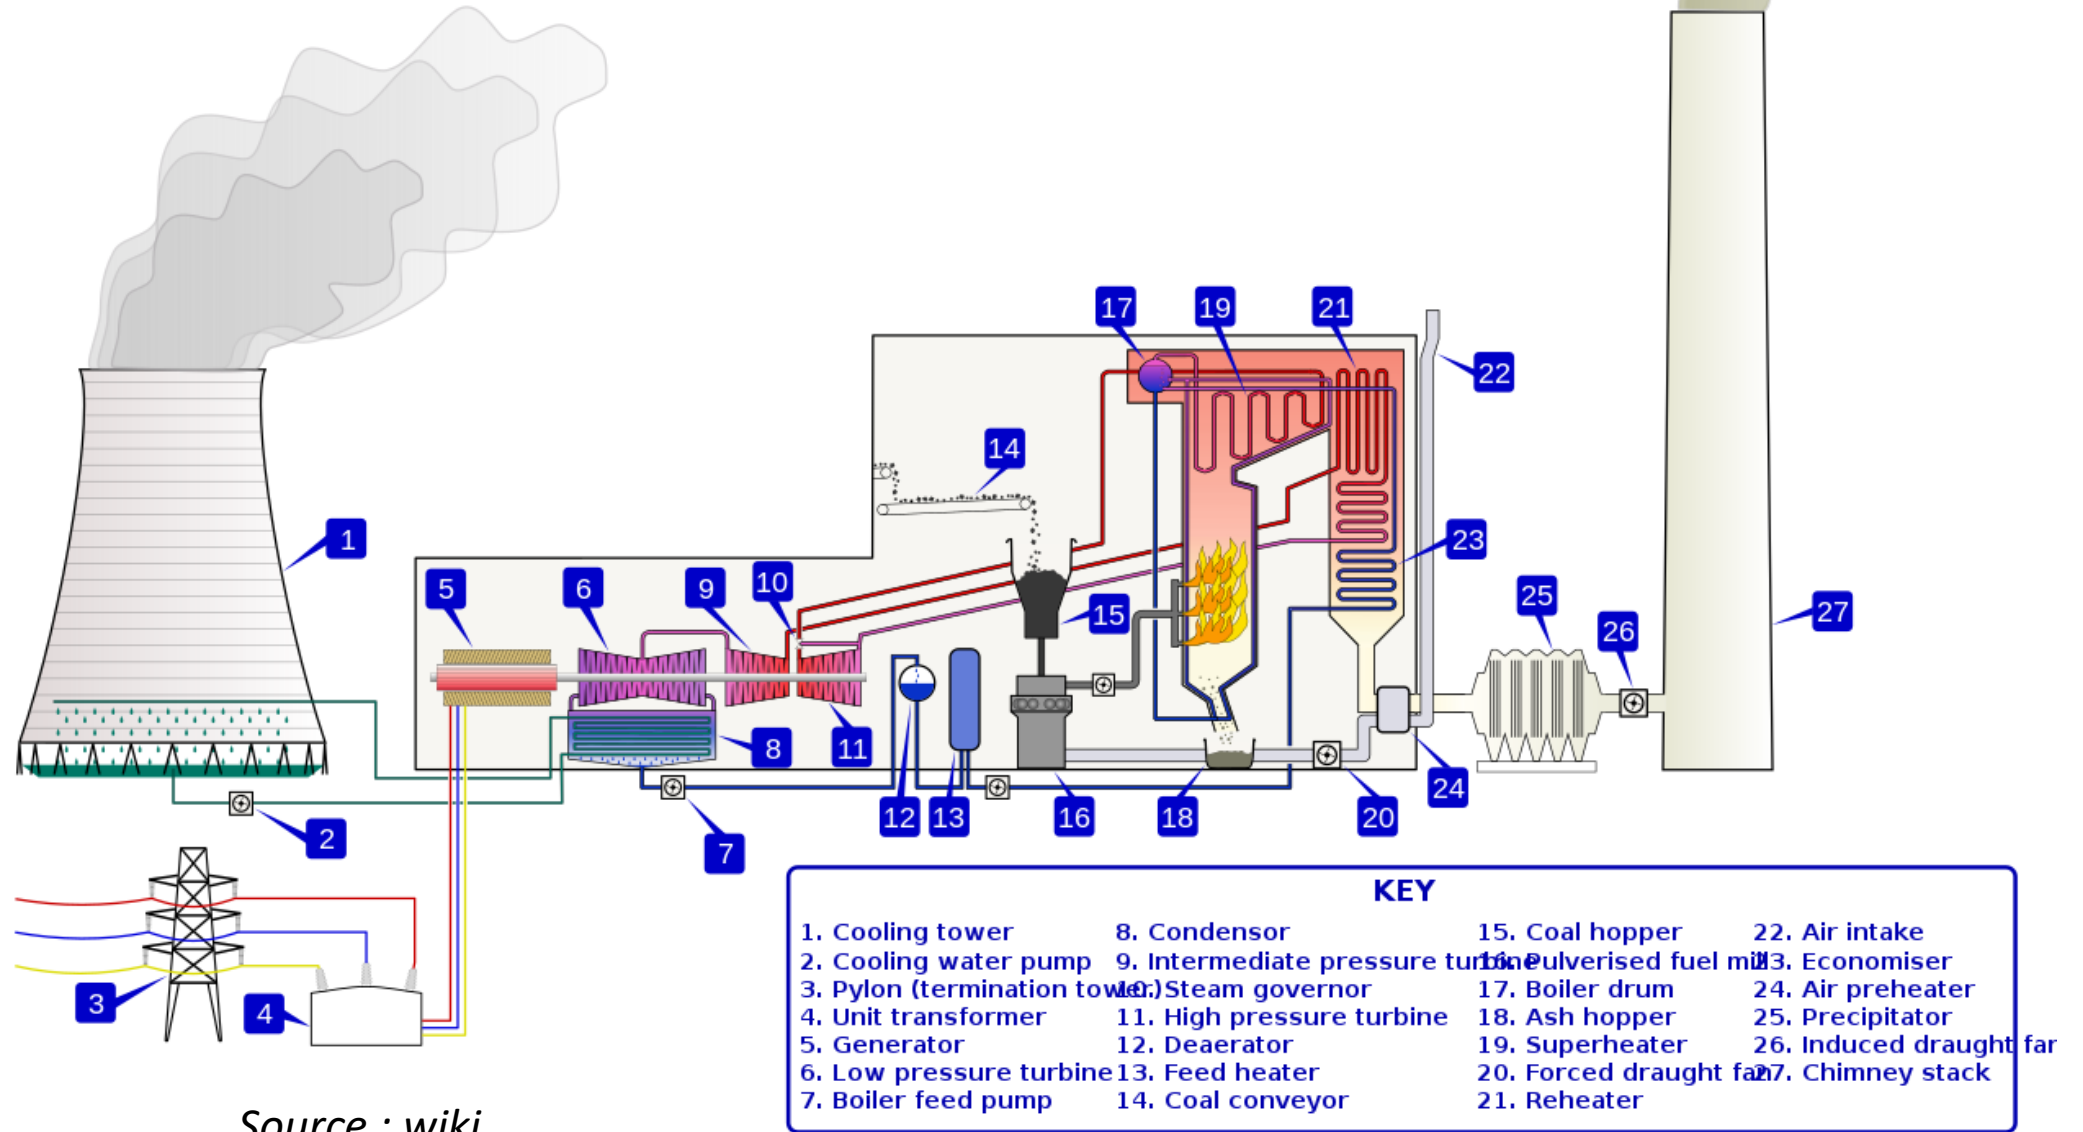 17
19
21
22
14
1
23
5
6
9
10
15
25
26
27
8
11
24
12
13
16
18
20
2
7
3
4
KEY
1. Cooling tower
2. Cooling water pump
3. Pylon (termination tower)
4. Unit transformer
5. Generator
6. Low pressure turbine
7. Boiler feed pump
8. Condensor
9. Intermediate pressure turbine
10. Steam governor
11. High pressure turbine
12. Deaerator
13. Feed heater
14. Coal conveyor
15. Coal hopper
16. Pulverised fuel mill
17. Boiler drum
18. Ash hopper
19. Superheater
20. Forced draught fan
21. Reheater
22. Air intake
23. Economiser
24. Air preheater
25. Precipitator
26. Induced draught fan
27. Chimney stack
Source : wiki